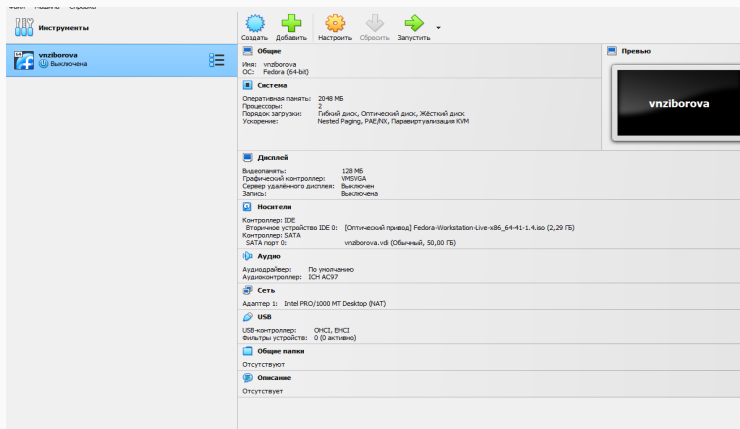 Файл Машина Справка
Инструменты
Создать Добавить Настроить Сбросить Запустить
64
vnziborova
Выключена
Общие
Имя: vnziborova
ОС: Fedora (64-bit)
Превью
vnziborova
Система
Оперативная память: 2048 МБ
Процессоры: 2
Порядок загрузки: Гибкий диск, Оптический диск, Жёсткий диск
Ускорение: Nested Paging, PAE/NX, Паравиртуализация KVM
Дисплей
Видеопамять: 128 МБ
Графический контроллер: VMSVGA
Сервер удалённого дисплея: Выключен
Запись: Выключена
Носители
Контроллер: IDE
Вторичное устройство IDE 0: [Оптический привод] Fedora-Workstation-Live-x86_64-41-1.4.iso (2,29 ГБ)
Контроллер: SATA
SATA порт 0: vnziborova.vdi (Обычный, 50,00 ГБ)
Аудио
Аудиодрайвер: По умолчанию
Аудиоконтроллер: ICH AC97
Сеть
Адаптер 1: Intel PRO/1000 MT Desktop (NAT)
USB
USB-контроллер: OHCI, EHCI
Фильтры устройств: 0 (0 активно)
Общие папки
Отсутствуют
Описание
Отсутствует